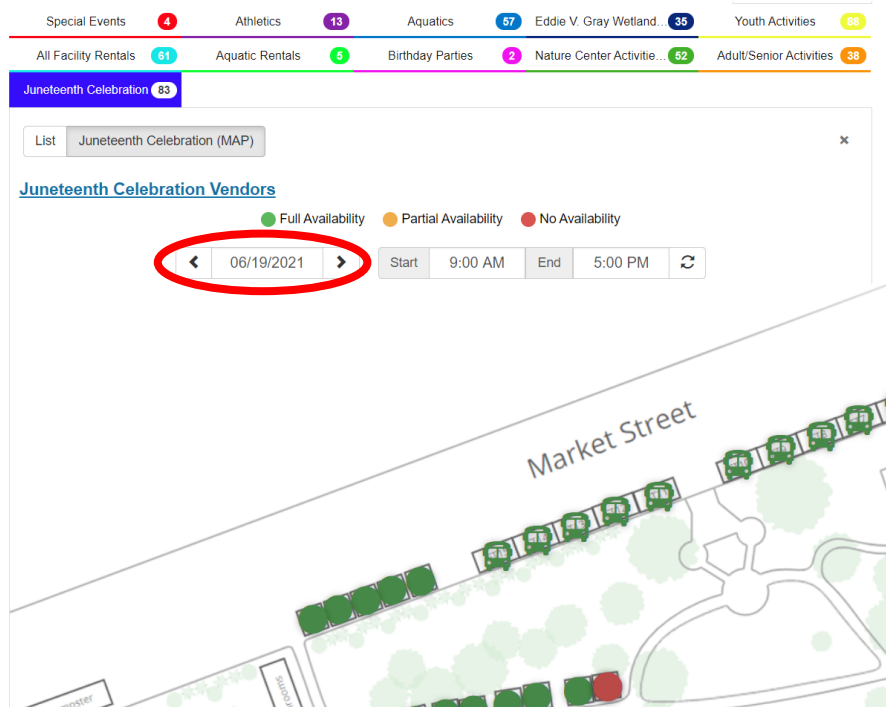 Special Events 4 Athletics 13 Aquatics 57 Eddie V. Gray Wetland... 35 Youth Activities 88
All Facility Rentals 61 Aquatic Rentals 5 Birthday Parties 2 Nature Center Activitie... 52 Adult/Senior Activities 38
Juneteenth Celebration 83
List Juneteenth Celebration (MAP) ×
Juneteenth Celebration Vendors
Full Availability Partial Availability No Availability
06/19/2021 Start 9:00 AM End 5:00 PM
Market Street